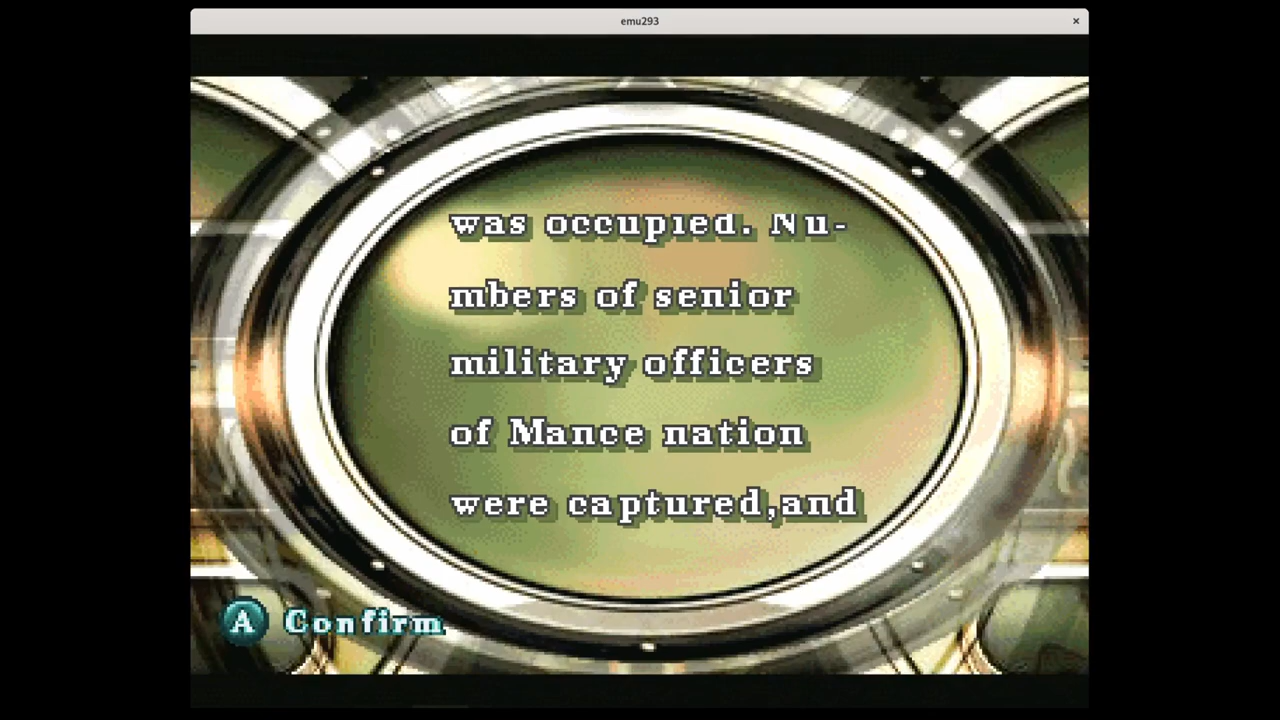 emu293
was occupied. Nu-
mbers of senior
military officers
of Mance nation
were captured,and
A Confirm